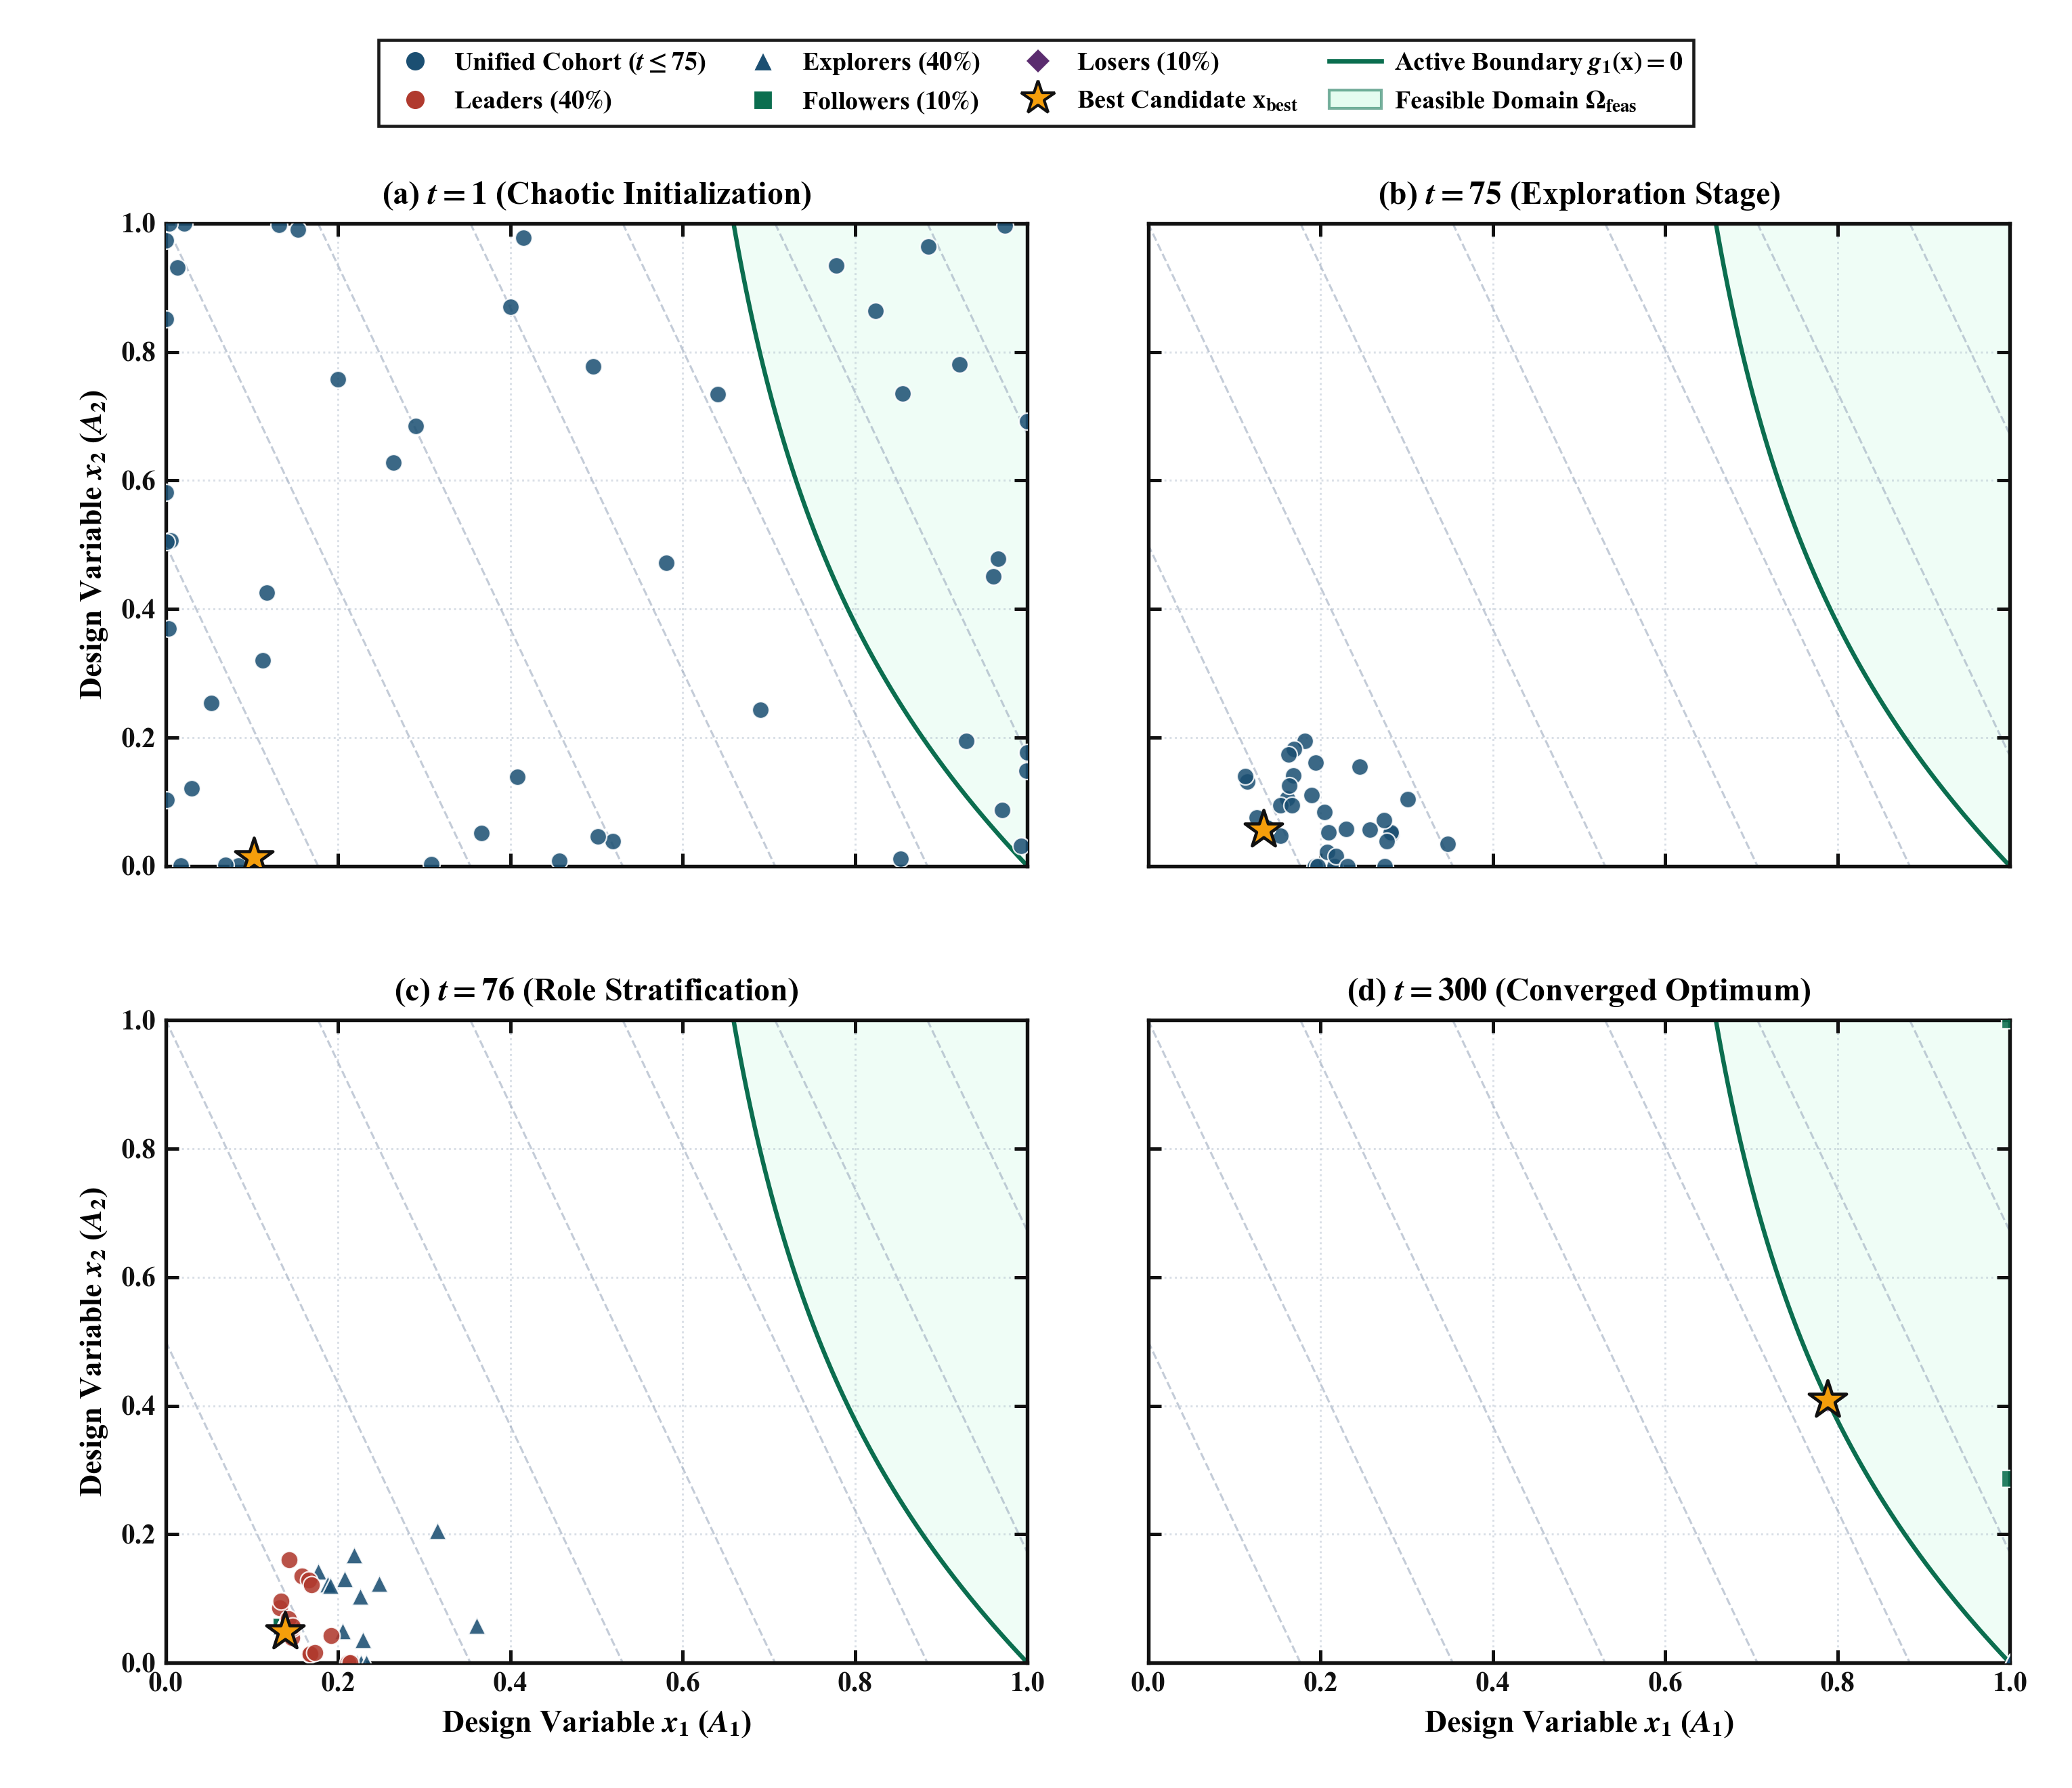 Unified Cohort (t ≤ 75)
Explorers (40%)
Losers (10%)
Active Boundary g₁(x) = 0
Leaders (40%)
Followers (10%)
Best Candidate x_best
Feasible Domain Ω_feas
(a) t = 1 (Chaotic Initialization)
(b) t = 75 (Exploration Stage)
1.0
0.8
0.6
0.4
0.2
0.0
Design Variable x₂ (A₂)
(c) t = 76 (Role Stratification)
(d) t = 300 (Converged Optimum)
1.0
0.8
0.6
0.4
0.2
0.0
Design Variable x₂ (A₂)
0.0 0.2 0.4 0.6 0.8 1.0
0.0 0.2 0.4 0.6 0.8 1.0
Design Variable x₁ (A₁)
Design Variable x₁ (A₁)